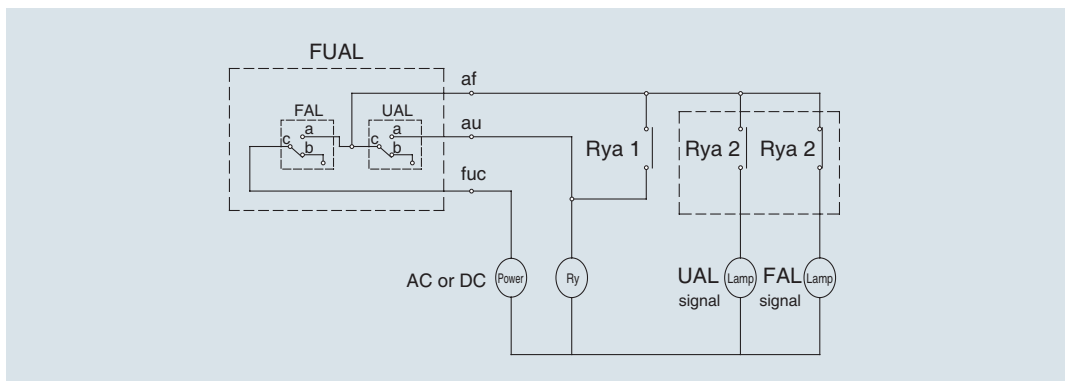 FUAL
af
FAL
UAL
a
a
c
c
b
b
au
fuc
Rya 1
Rya 2
Rya 2
AC or DC
Power
Ry
UAL
Lamp
FAL
Lamp
signal
signal